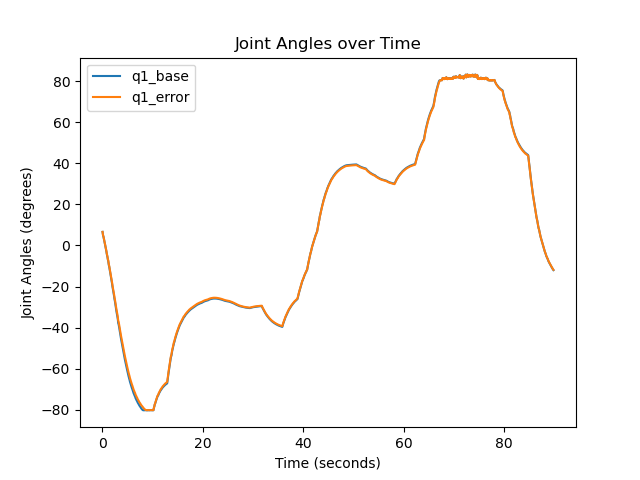 Joint Angles over Time
q1_base
q1_error
Joint Angles (degrees)
80
60
40
20
0
−20
−40
−60
−80
0
20
40
60
80
Time (seconds)